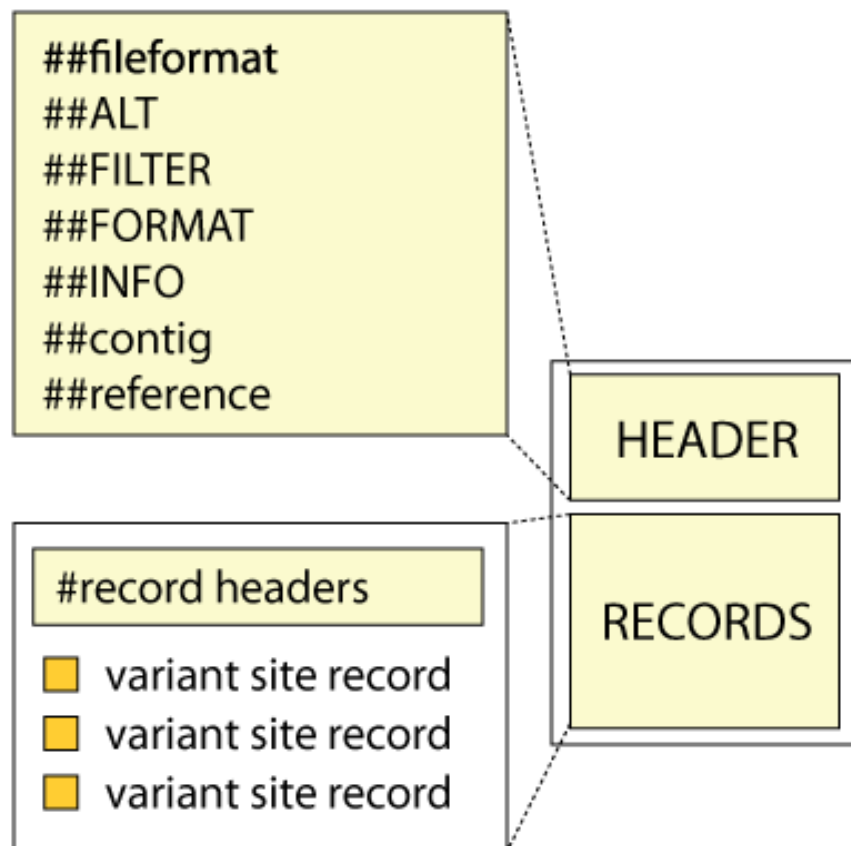 ##fileformat
##ALT
##FILTER
##FORMAT
##INFO
##contig
##reference
HEADER
#record headers
variant site record
variant site record
variant site record
RECORDS